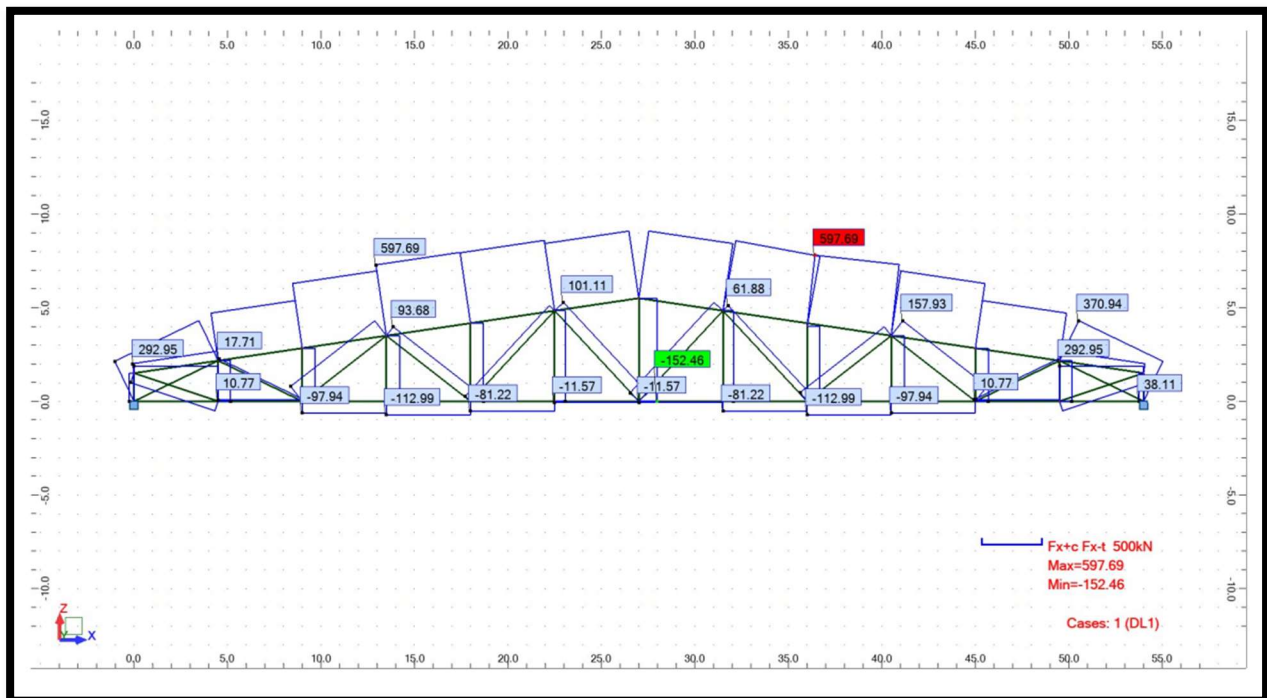 0.0 5.0 10.0 15.0 20.0 25.0 30.0 35.0 40.0 45.0 50.0 55.0
15.0 15.0
10.0 10.0
597.69 597.69
101.11 61.88
5.0 93.68 157.93 370.94 5.0
292.95 17.71 -152.46 292.95
10.77 -97.94 -112.99 -81.22 -11.57 -11.57 -81.22 -112.99 -97.94 10.77 38.11
0.0 0.0
-5.0 -5.0
Fx+c Fx-t 500kN
Max=597.69
-10.0 Min=-152.46 -10.0
Cases: 1 (DL1)
Z
Y X
0,0 5.0 10.0 15.0 20.0 25.0 30.0 35.0 40.0 45.0 50.0 55.0